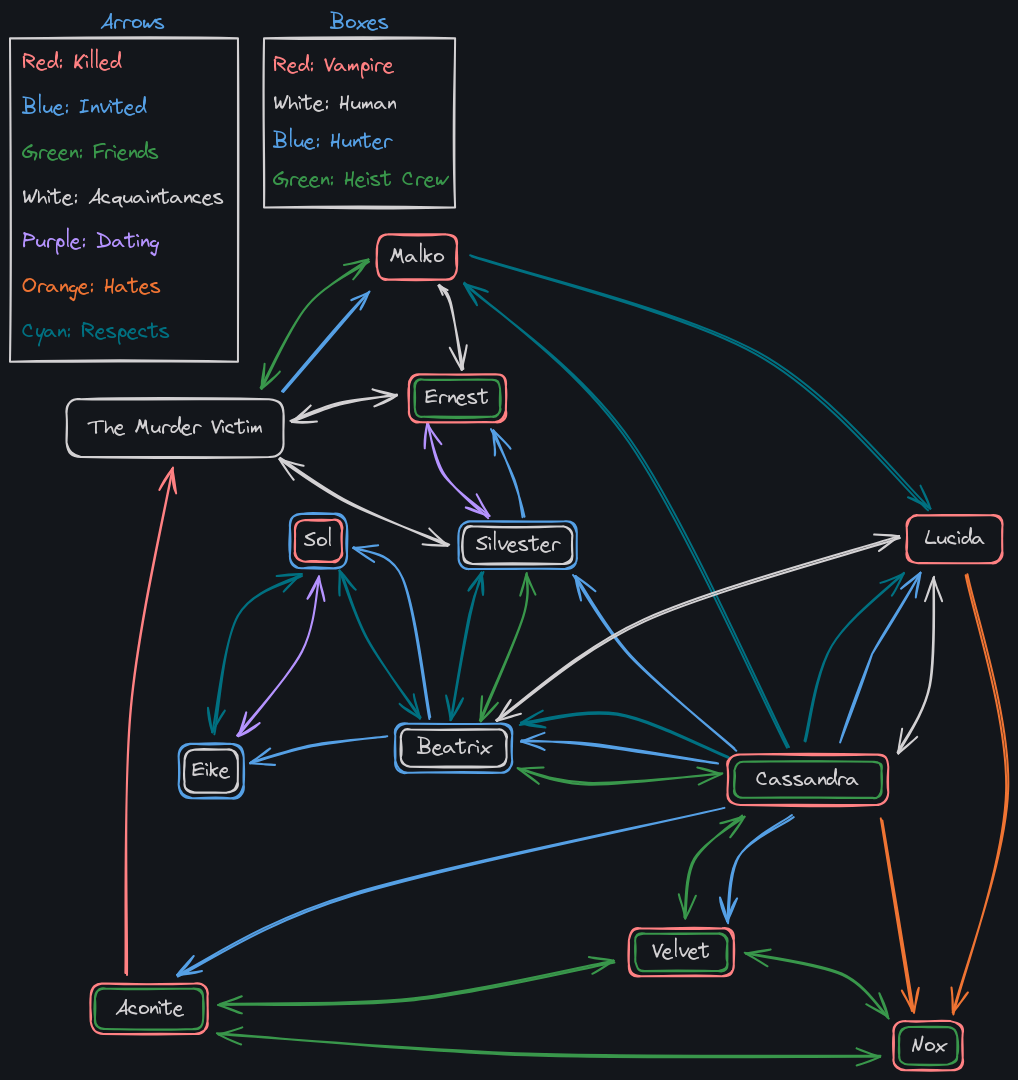 Arrows
Red: Killed
Blue: Invited
Green: Friends
White: Acquaintances
Purple: Dating
Orange: Hates
Cyan: Respects
Boxes
Red: Vampire
White: Human
Blue: Hunter
Green: Heist Crew
Malko
Ernest
The Murder Victim
Sol
Silvester
Lucida
Eike
Beatrix
Cassandra
Velvet
Aconite
Nox